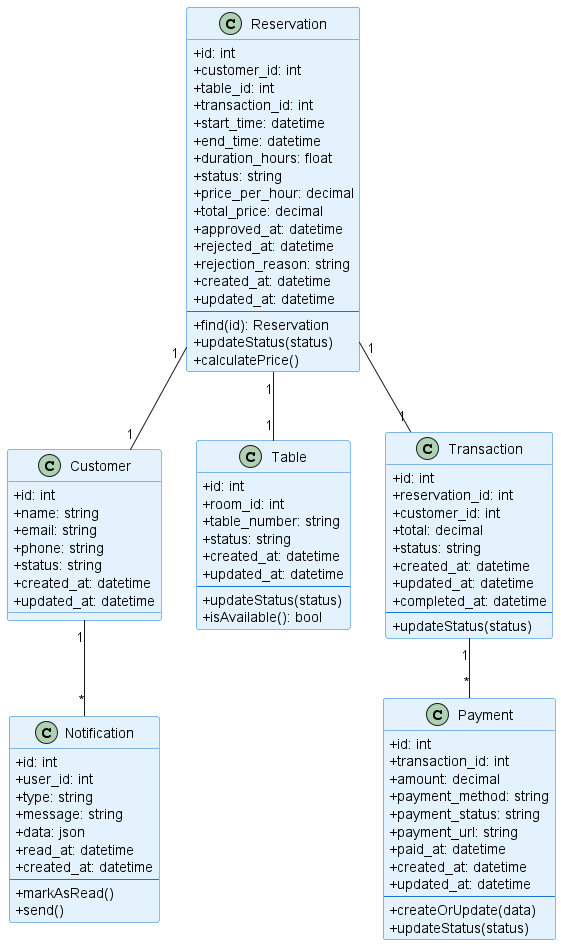 C Reservation
+id: int
+customer_id: int
+table_id: int
+transaction_id: int
+start_time: datetime
+end_time: datetime
+duration_hours: float
+status: string
+price_per_hour: decimal
+total_price: decimal
+approved_at: datetime
+rejected_at: datetime
+rejection_reason: string
+created_at: datetime
+updated_at: datetime
+find(id): Reservation
+updateStatus(status)
+calculatePrice()
1
1
1
1
1
1
C Customer
+id: int
+name: string
+email: string
+phone: string
+status: string
+created_at: datetime
+updated_at: datetime
C Table
+id: int
+room_id: int
+table_number: string
+status: string
+created_at: datetime
+updated_at: datetime
+updateStatus(status)
+isAvailable(): bool
C Transaction
+id: int
+reservation_id: int
+customer_id: int
+total: decimal
+status: string
+created_at: datetime
+updated_at: datetime
+completed_at: datetime
+updateStatus(status)
1
*
1
*
C Notification
+id: int
+user_id: int
+type: string
+message: string
+data: json
+read_at: datetime
+created_at: datetime
+markAsRead()
+send()
C Payment
+id: int
+transaction_id: int
+amount: decimal
+payment_method: string
+payment_status: string
+payment_url: string
+paid_at: datetime
+created_at: datetime
+updated_at: datetime
+createOrUpdate(data)
+updateStatus(status)